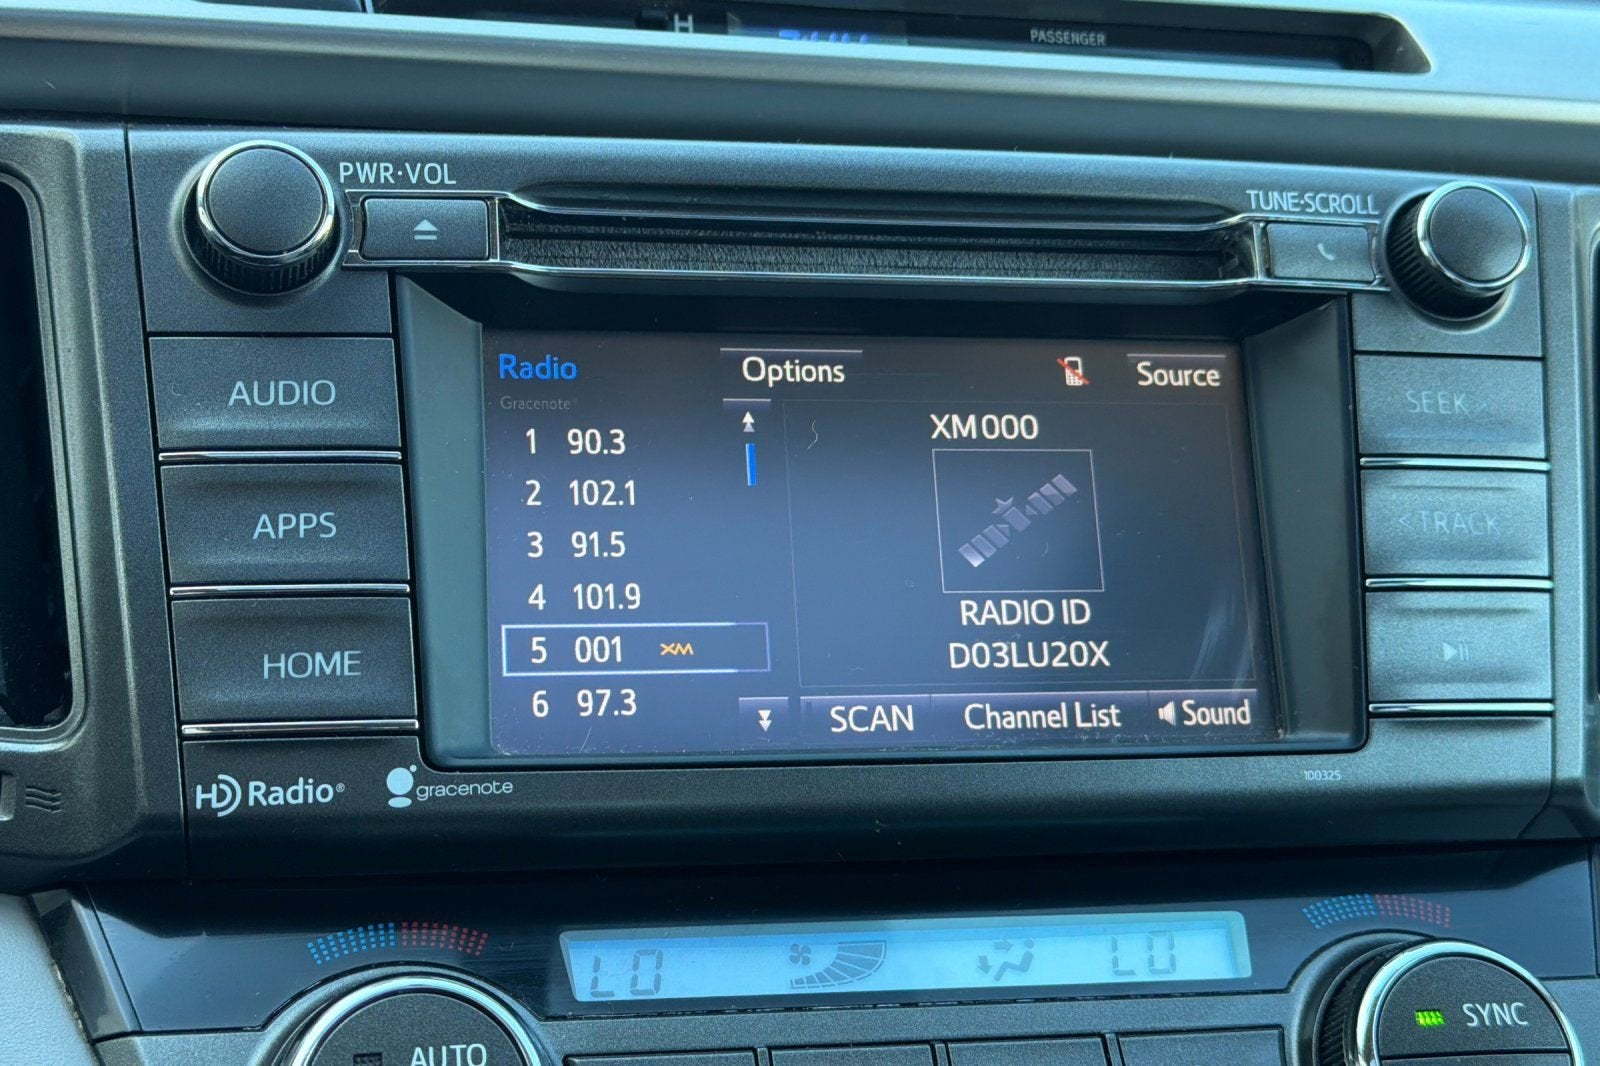 H
PASSENGER
PWR·VOL
TUNE·SCROLL
AUDIO
APPS
HOME
SEEK>
<TRACK
Radio
Options
Source
Gracenote®
1 90.3
2 102.1
3 91.5
4 101.9
5 001 XM
6 97.3
XM000
RADIO ID
D03LU20X
SCAN
Channel List
Sound
HD Radio®
gracenote
100325
LO
LO
AUTO
SYNC